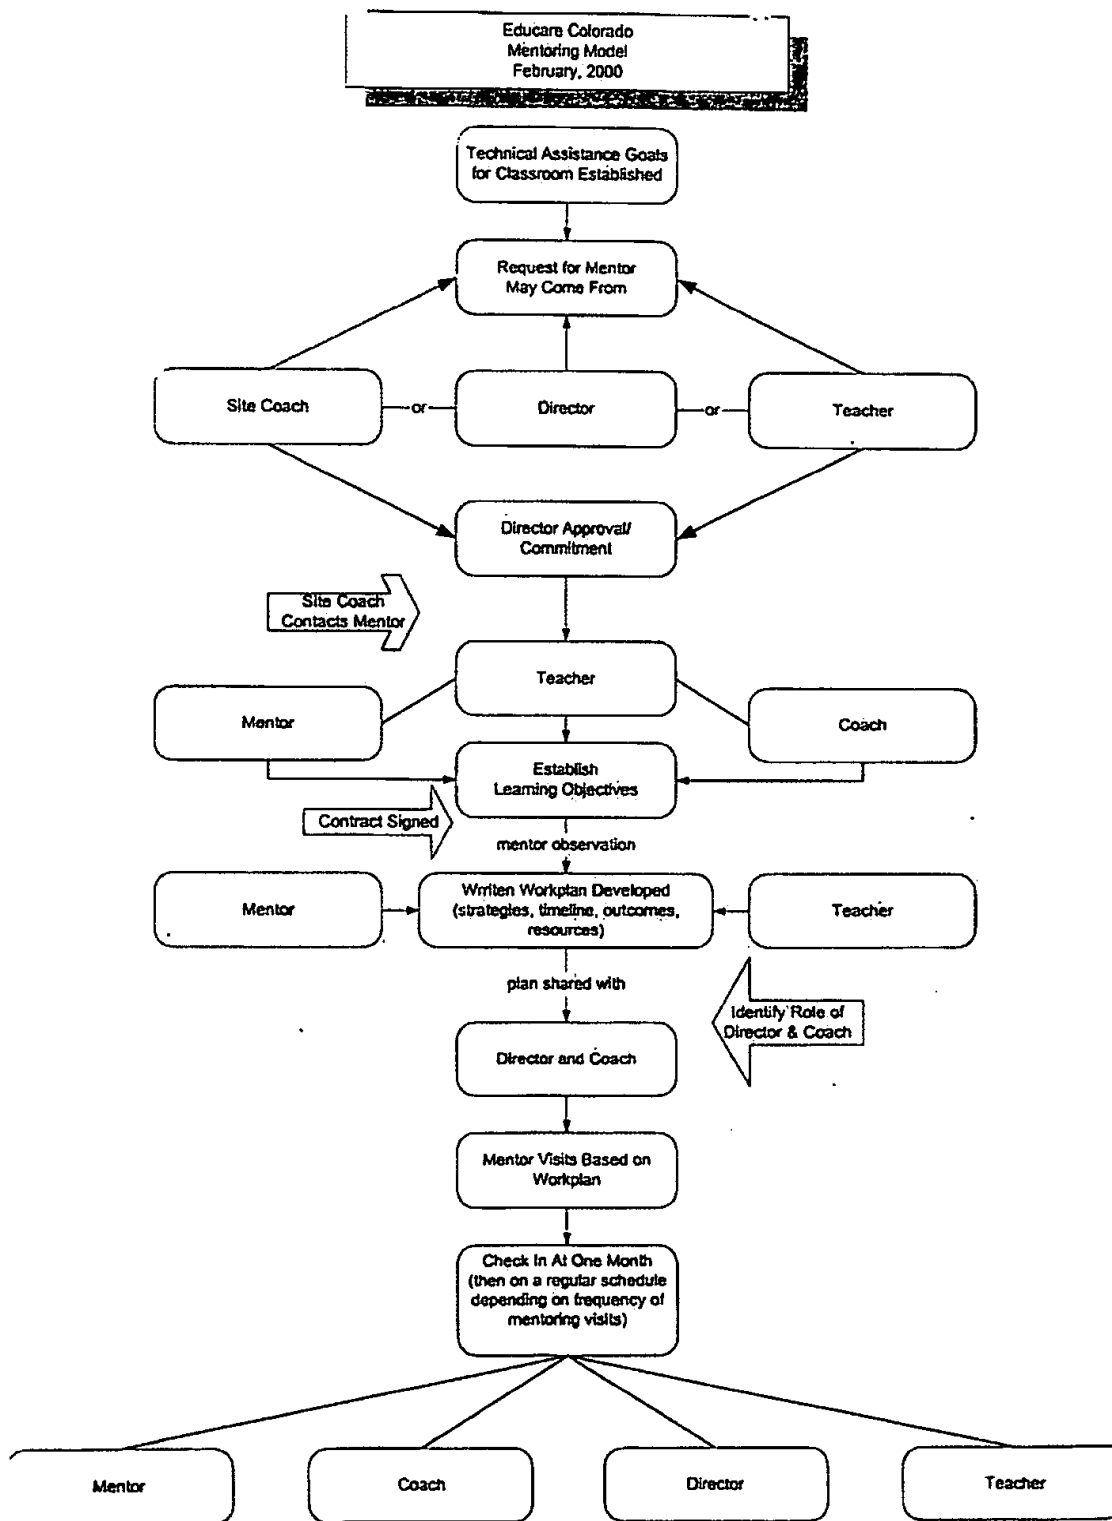 Educare Colorado
Mentoring Model
February, 2000
Technical Assistance Goals
for Classroom Established
Request for Mentor
May Come From
Site Coach
or
Director
or
Teacher
Director Approval/
Commitment
Site Coach
Contacts Mentor
Teacher
Mentor
Coach
Establish
Learning Objectives
Contract Signed
mentor observation
Mentor
Wrriten Workplan Developed
(strategies, timeline, outcomes,
resources)
Teacher
plan shared with
Identify Role of
Director & Coach
Director and Coach
Mentor Visits Based on
Workplan
Check In At One Month
(then on a regular schedule
depending on frequency of
mentoring visits)
Mentor
Coach
Director
Teacher